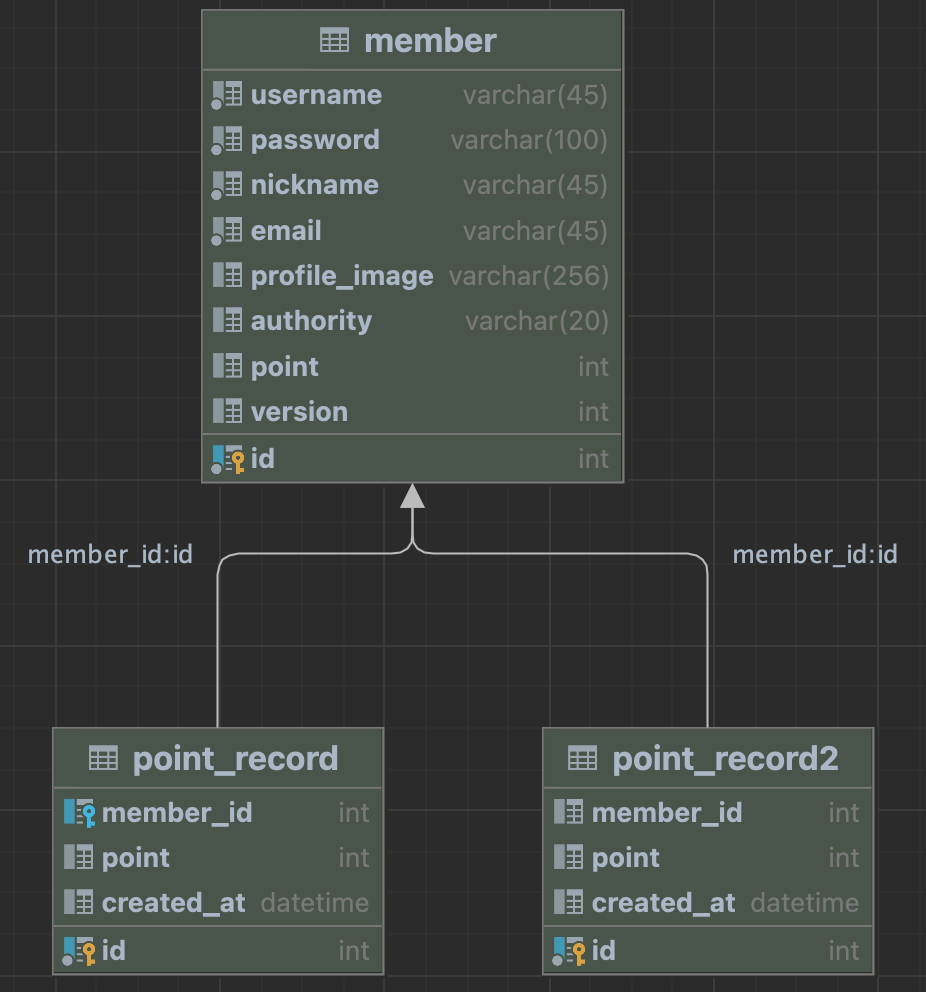 member
username varchar(45)
password varchar(100)
nickname varchar(45)
email varchar(45)
profile_image varchar(256)
authority varchar(20)
point int
version int
id int
member_id:id
member_id:id
point_record
member_id int
point int
created_at datetime
id int
point_record2
member_id int
point int
created_at datetime
id int